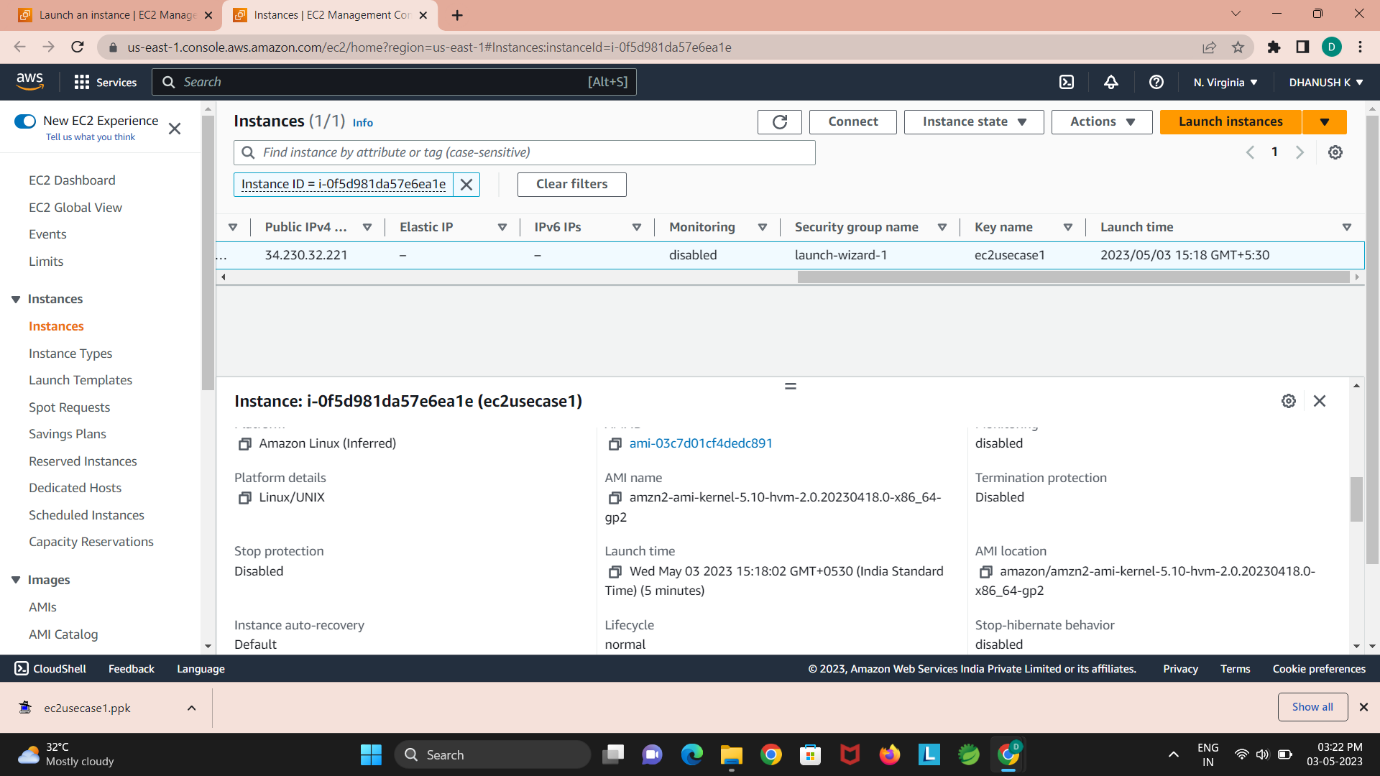 Launch an instance | EC2 Manage
Instances | EC2 Management Con
us-east-1.console.aws.amazon.com/ec2/home?region=us-east-1#Instances:instanceId=i-0f5d981da57e6ea1e
D
aws
Services
Search
[Alt+S]
N. Virginia
DHANUSH K
New EC2 Experience
Tell us what you think
EC2 Dashboard
EC2 Global View
Events
Limits
Instances
Instances
Instance Types
Launch Templates
Spot Requests
Savings Plans
Reserved Instances
Dedicated Hosts
Scheduled Instances
Capacity Reservations
Images
AMIs
AMI Catalog
Instances (1/1) Info
Connect
Instance state
Actions
Launch instances
Find instance by attribute or tag (case-sensitive)
1
Instance ID = i-0f5d981da57e6ea1e
Clear filters
Public IPv4 ... Elastic IP IPv6 IPs Monitoring Security group name Key name Launch time
... 34.230.32.221 – – disabled launch-wizard-1 ec2usecase1 2023/05/03 15:18 GMT+5:30
Instance: i-0f5d981da57e6ea1e (ec2usecase1)
Amazon Linux (Inferred)
ami-03c7d01cf4dedc891
Monitoring
disabled
Platform details
Linux/UNIX
AMI name
amzn2-ami-kernel-5.10-hvm-2.0.20230418.0-x86_64-
gp2
Termination protection
Disabled
Stop protection
Disabled
Launch time
Wed May 03 2023 15:18:02 GMT+0530 (India Standard
Time) (5 minutes)
AMI location
amazon/amzn2-ami-kernel-5.10-hvm-2.0.20230418.0-
x86_64-gp2
Instance auto-recovery
Default
Lifecycle
normal
Stop-hibernate behavior
disabled
CloudShell
Feedback
Language
© 2023, Amazon Web Services India Private Limited or its affiliates.
Privacy
Terms
Cookie preferences
ec2usecase1.ppk
Show all
32°C
Mostly cloudy
Search
L
D
ENG
IN
03:22 PM
03-05-2023